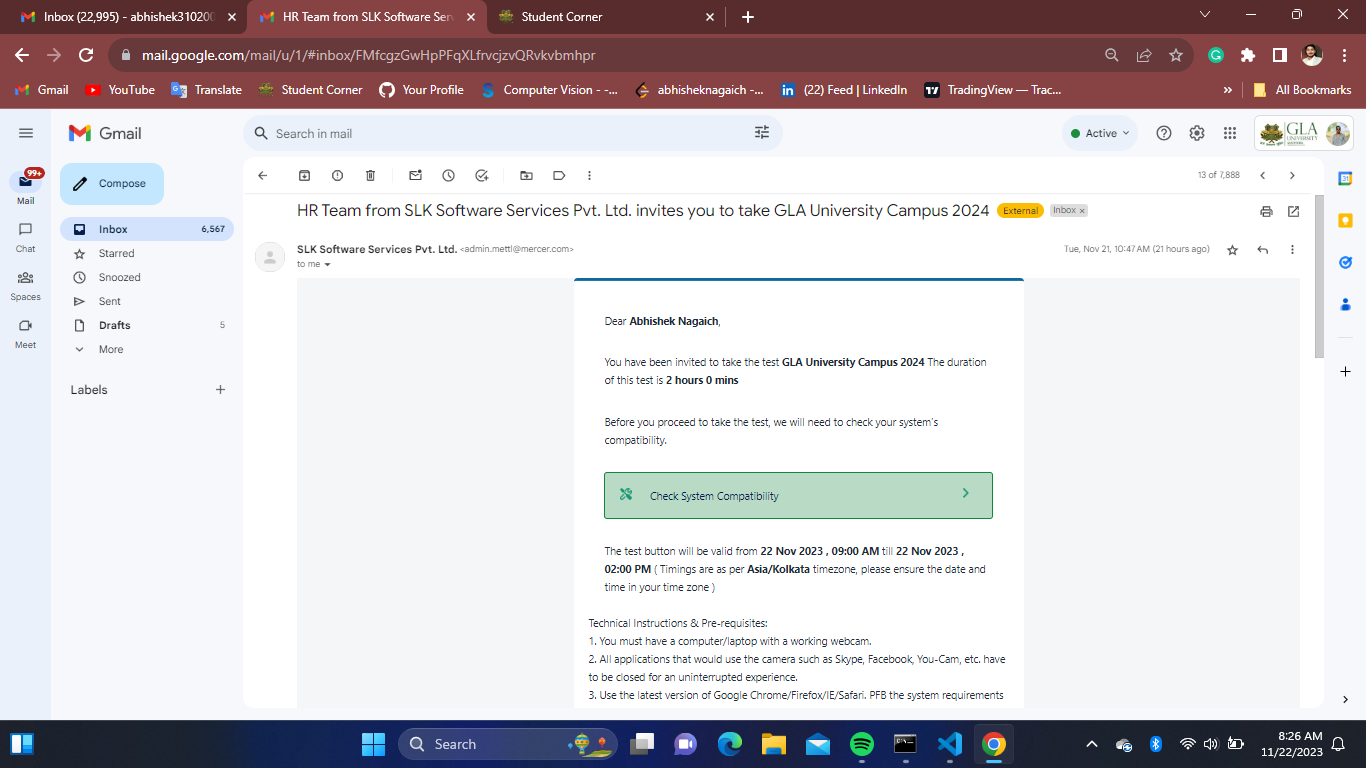 Inbox (22,995) - abhishek310200
HR Team from SLK Software Serv
Student Corner
mail.google.com/mail/u/1/#inbox/FMfcgzGwHpPFqXLfrvcjzvQRvkvbmhpr
Gmail YouTube Translate Student Corner Your Profile Computer Vision - -... abhisheknagaich -... (22) Feed | LinkedIn TradingView — Trac... » All Bookmarks
Gmail
Search in mail
Active
GLA
UNIVERSITY
99+
Mail
Chat
Spaces
Meet
Compose
Inbox 6,567
Starred
Snoozed
Sent
Drafts 5
More
Labels
13 of 7,888
HR Team from SLK Software Services Pvt. Ltd. invites you to take GLA University Campus 2024 External Inbox ×
SLK Software Services Pvt. Ltd. <admin.mettl@mercer.com> Tue, Nov 21, 10:47 AM (21 hours ago)
to me
Dear Abhishek Nagaich,
You have been invited to take the test GLA University Campus 2024 The duration
of this test is 2 hours 0 mins
Before you proceed to take the test, we will need to check your system's
compatibility.
Check System Compatibility
The test button will be valid from 22 Nov 2023 , 09:00 AM till 22 Nov 2023 ,
02:00 PM ( Timings are as per Asia/Kolkata timezone, please ensure the date and
time in your time zone )
Technical Instructions & Pre-requisites:
1. You must have a computer/laptop with a working webcam.
2. All applications that would use the camera such as Skype, Facebook, You-Cam, etc. have
to be closed for an uninterrupted experience.
3. Use the latest version of Google Chrome/Firefox/IE/Safari. PFB the system requirements
Search
8:26 AM
11/22/2023